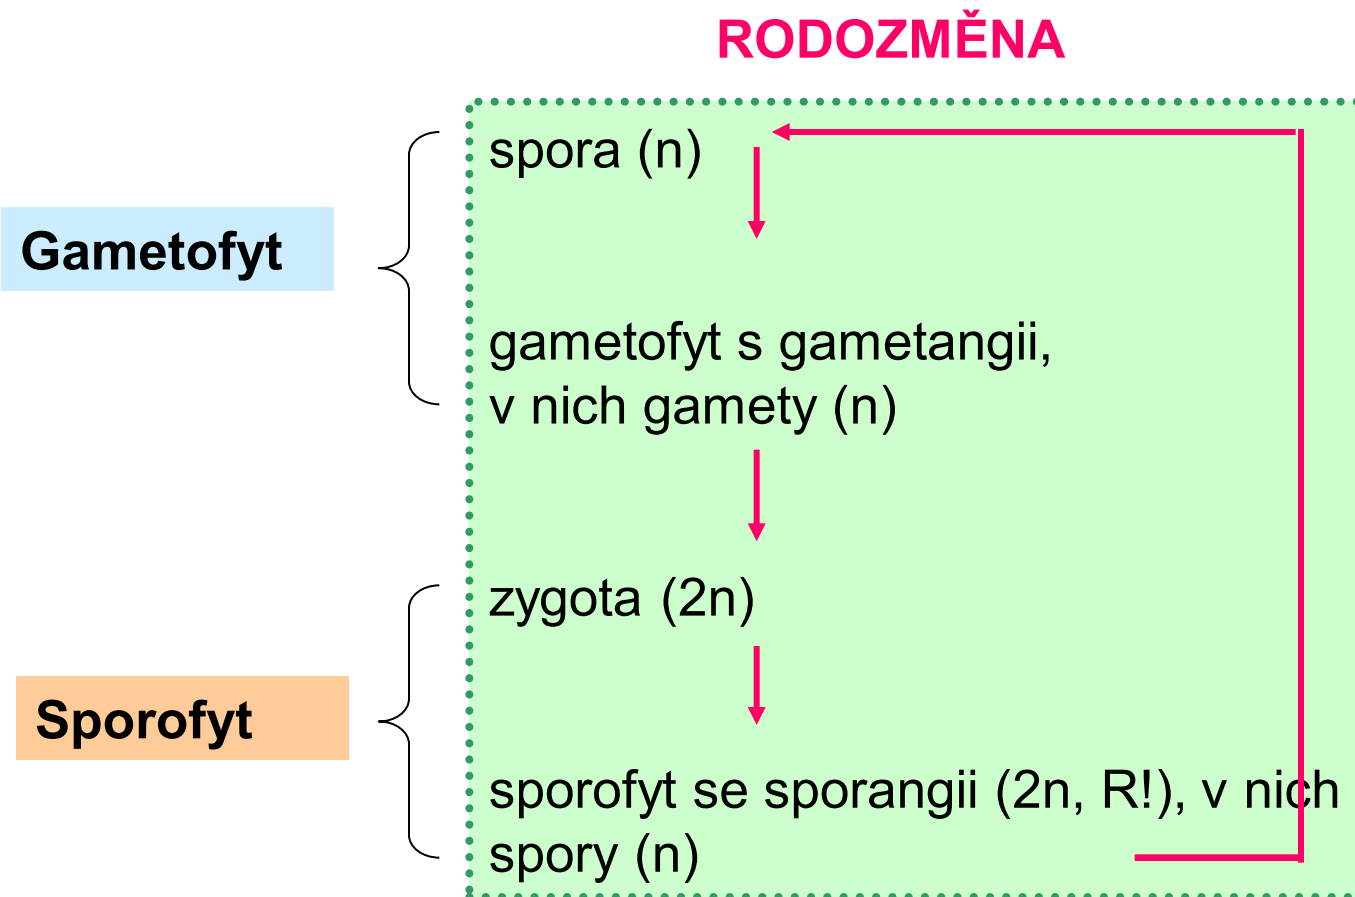 RODOZMĚNA
spora (n)
Gametofyt
gametofyt s gametangii,
v nich gamety (n)
zygota (2n)
Sporofyt
sporofyt se sporangii (2n, R!), v nich
spory (n)